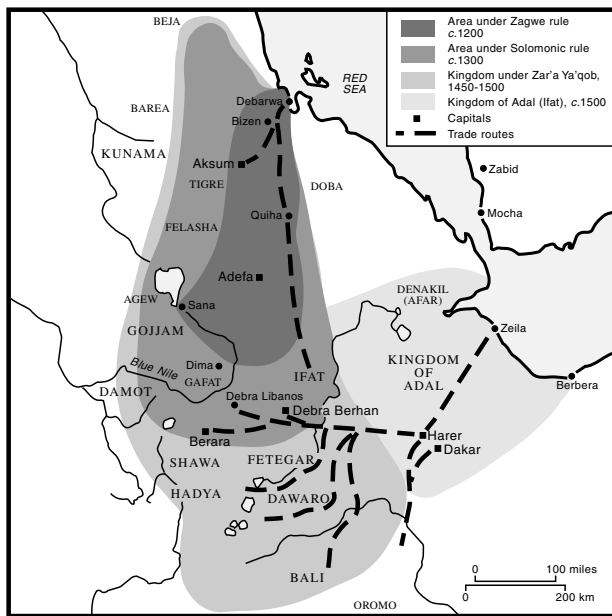 BEJA
Area under Zagwe rule
c.1200
Area under Solomonic rule
c.1300
Kingdom under Zar'a Ya'qob,
1450-1500
Kingdom of Adal (Ifat), c.1500
Capitals
Trade routes
RED
SEA
BAREA
Debarwa
Bizen
KUNAMA
Aksum
TIGRE
DOBA
Zabid
Quiha
Mocha
FELASHA
Adefa
DENAKIL
(AFAR)
AGEW
Sana
GOJJAM
Zeila
KINGDOM
OF
ADAL
Blue Nile
Dima
GAFAT
IFAT
Berbera
DAMOT
Debra Libanos
Debra Berhan
Berara
Harer
Dakar
SHAWA
FETEGAR
HADYA
DAWARO
BALI
OROMO
0 100 miles
0 200 km